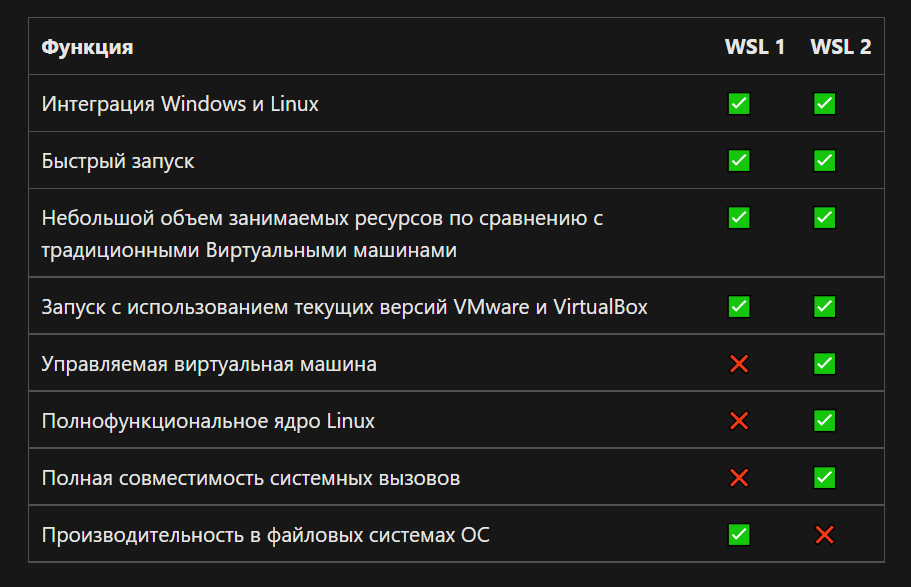 Функция WSL 1 WSL 2
Интеграция Windows и Linux ✅ ✅
Быстрый запуск ✅ ✅
Небольшой объем занимаемых ресурсов по сравнению с ✅ ✅
традиционными Виртуальными машинами
Запуск с использованием текущих версий VMware и VirtualBox ✅ ✅
Управляемая виртуальная машина ❌ ✅
Полнофункциональное ядро Linux ❌ ✅
Полная совместимость системных вызовов ❌ ✅
Производительность в файловых системах ОС ✅ ❌